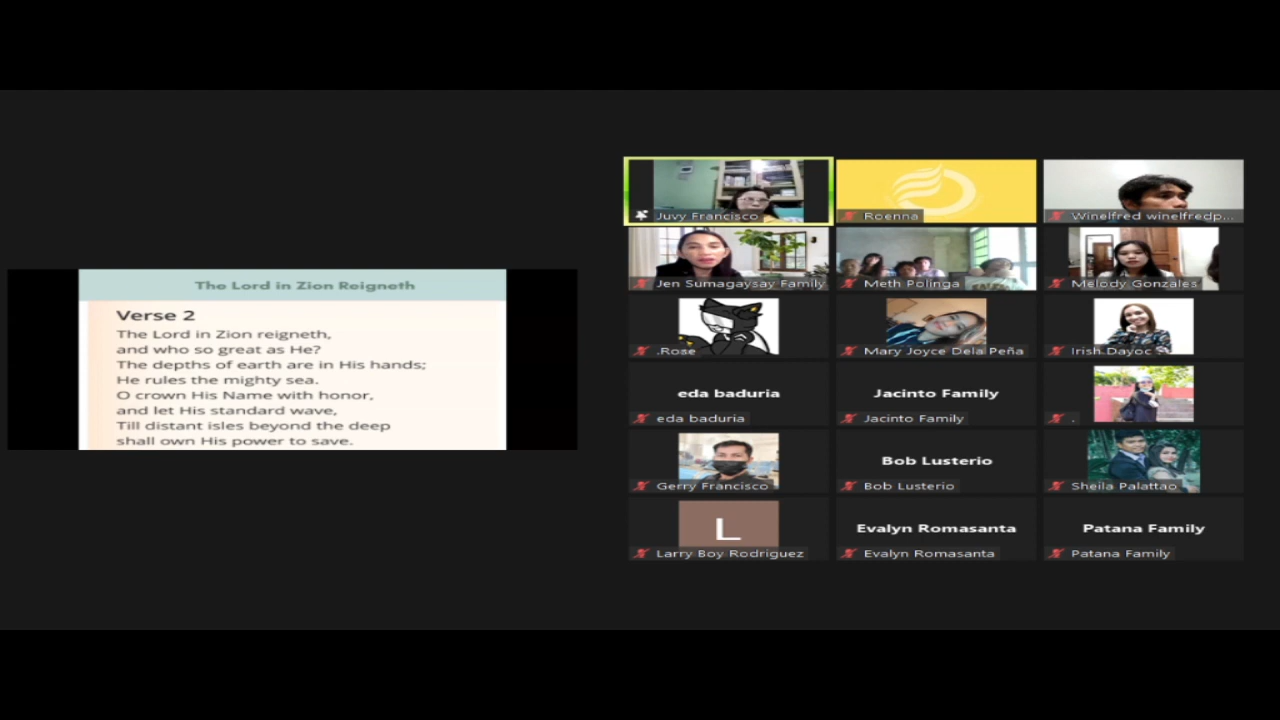 The Lord in Zion Reigneth
Verse 2
The Lord in Zion reigneth,
and who so great as He?
The depths of earth are in His hands;
He rules the mighty sea.
O crown His Name with honor,
and let His standard wave,
Till distant isles beyond the deep
shall own His power to save.
Juvy Francisco
Roenna
Winelfred winelfredp...
Jen Sumagaysay Family
Meth Polinga
Melody Gonzales
.Rose
Mary Joyce Dela Peña
Irish Dayoc
eda baduria
eda baduria
Jacinto Family
Jacinto Family
.
Gerry Francisco
Bob Lusterio
Bob Lusterio
Sheila Palattao
L
Larry Boy Rodriguez
Evalyn Romasanta
Evalyn Romasanta
Patana Family
Patana Family